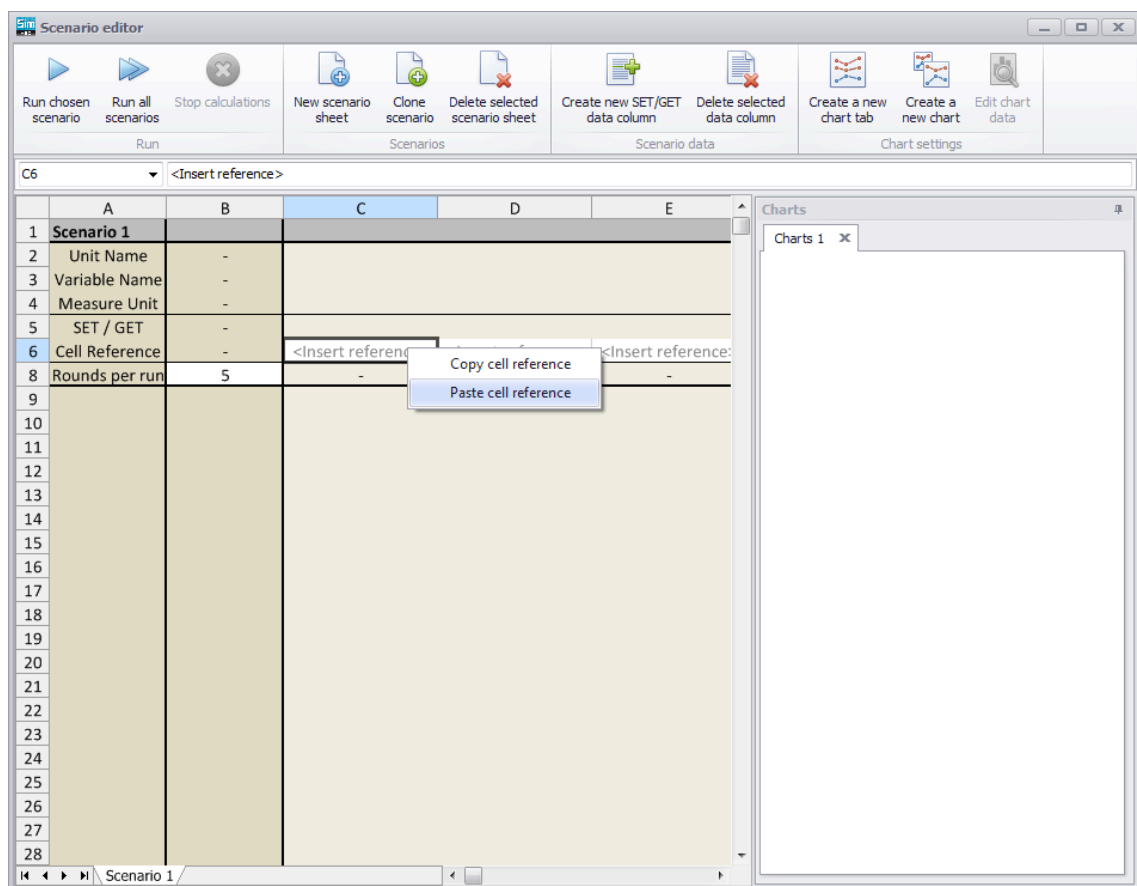 Sim Scenario editor
Run chosen scenario
Run all scenarios
Stop calculations
New scenario sheet
Clone scenario
Delete selected scenario sheet
Create new SET/GET data column
Delete selected data column
Create a new chart tab
Create a new chart
Edit chart data
Run
Scenarios
Scenario data
Chart settings
C6 <Insert reference>
A B C D E
Charts
Charts 1
1 Scenario 1
2 Unit Name -
3 Variable Name -
4 Measure Unit -
5 SET / GET -
6 Cell Reference - <Insert referenc <Insert reference:
Copy cell reference
8 Rounds per run 5 - -
Paste cell reference
9
10
11
12
13
14
15
16
17
18
19
20
21
22
23
24
25
26
27
28
Scenario 1